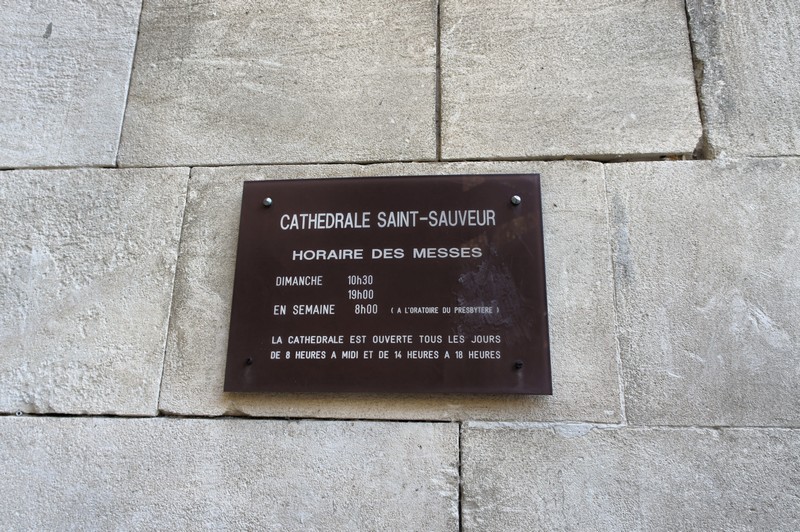 CATHEDRALE SAINT-SAUVEUR
HORAIRE DES MESSES
DIMANCHE 10h30
19h00
EN SEMAINE 8h00 ( A L'ORATOIRE DU PRESBYTERE )
LA CATHEDRALE EST OUVERTE TOUS LES JOURS
DE 8 HEURES A MIDI ET DE 14 HEURES A 18 HEURES